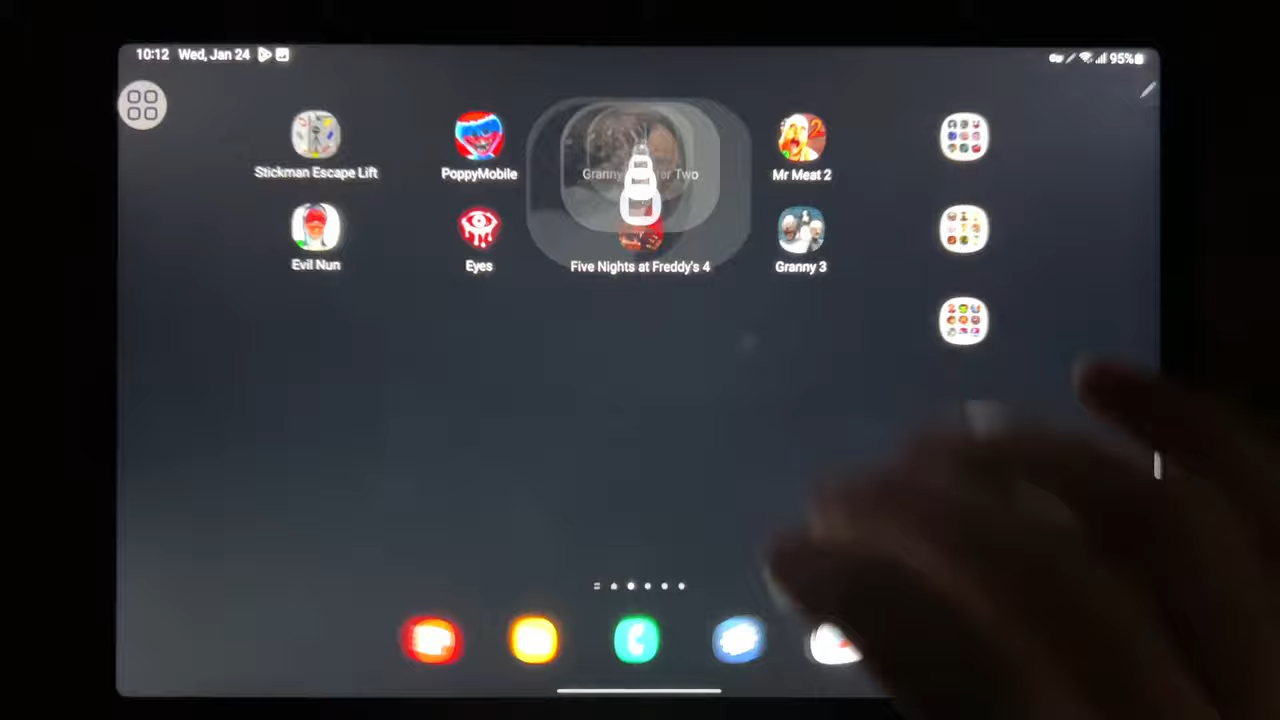 10:12 Wed, Jan 24 95%
Stickman Escape Lift
PoppyMobile
Granny Two
Mr Meat 2
Evil Nun
Eyes
Five Nights at Freddy's 4
Granny 3